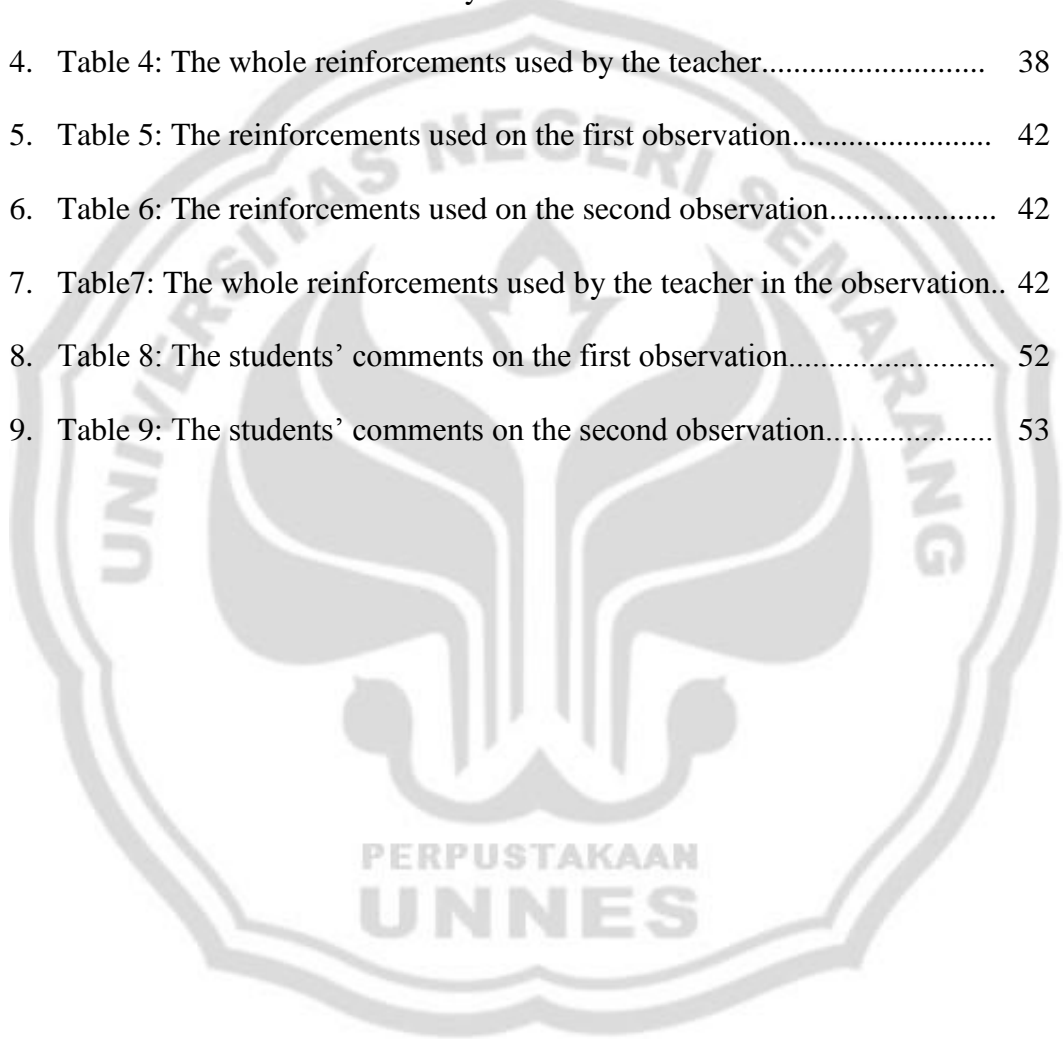 4. Table 4: The whole reinforcements used by the teacher............................ 38
5. Table 5: The reinforcements used on the first observation......................... 42
6. Table 6: The reinforcements used on the second observation..................... 42
7. Table7: The whole reinforcements used by the teacher in the observation.. 42
8. Table 8: The students’ comments on the first observation.......................... 52
9. Table 9: The students’ comments on the second observation..................... 53
UNIVERSITAS NEGERI SEMARANG
PERPUSTAKAAN
UNNES